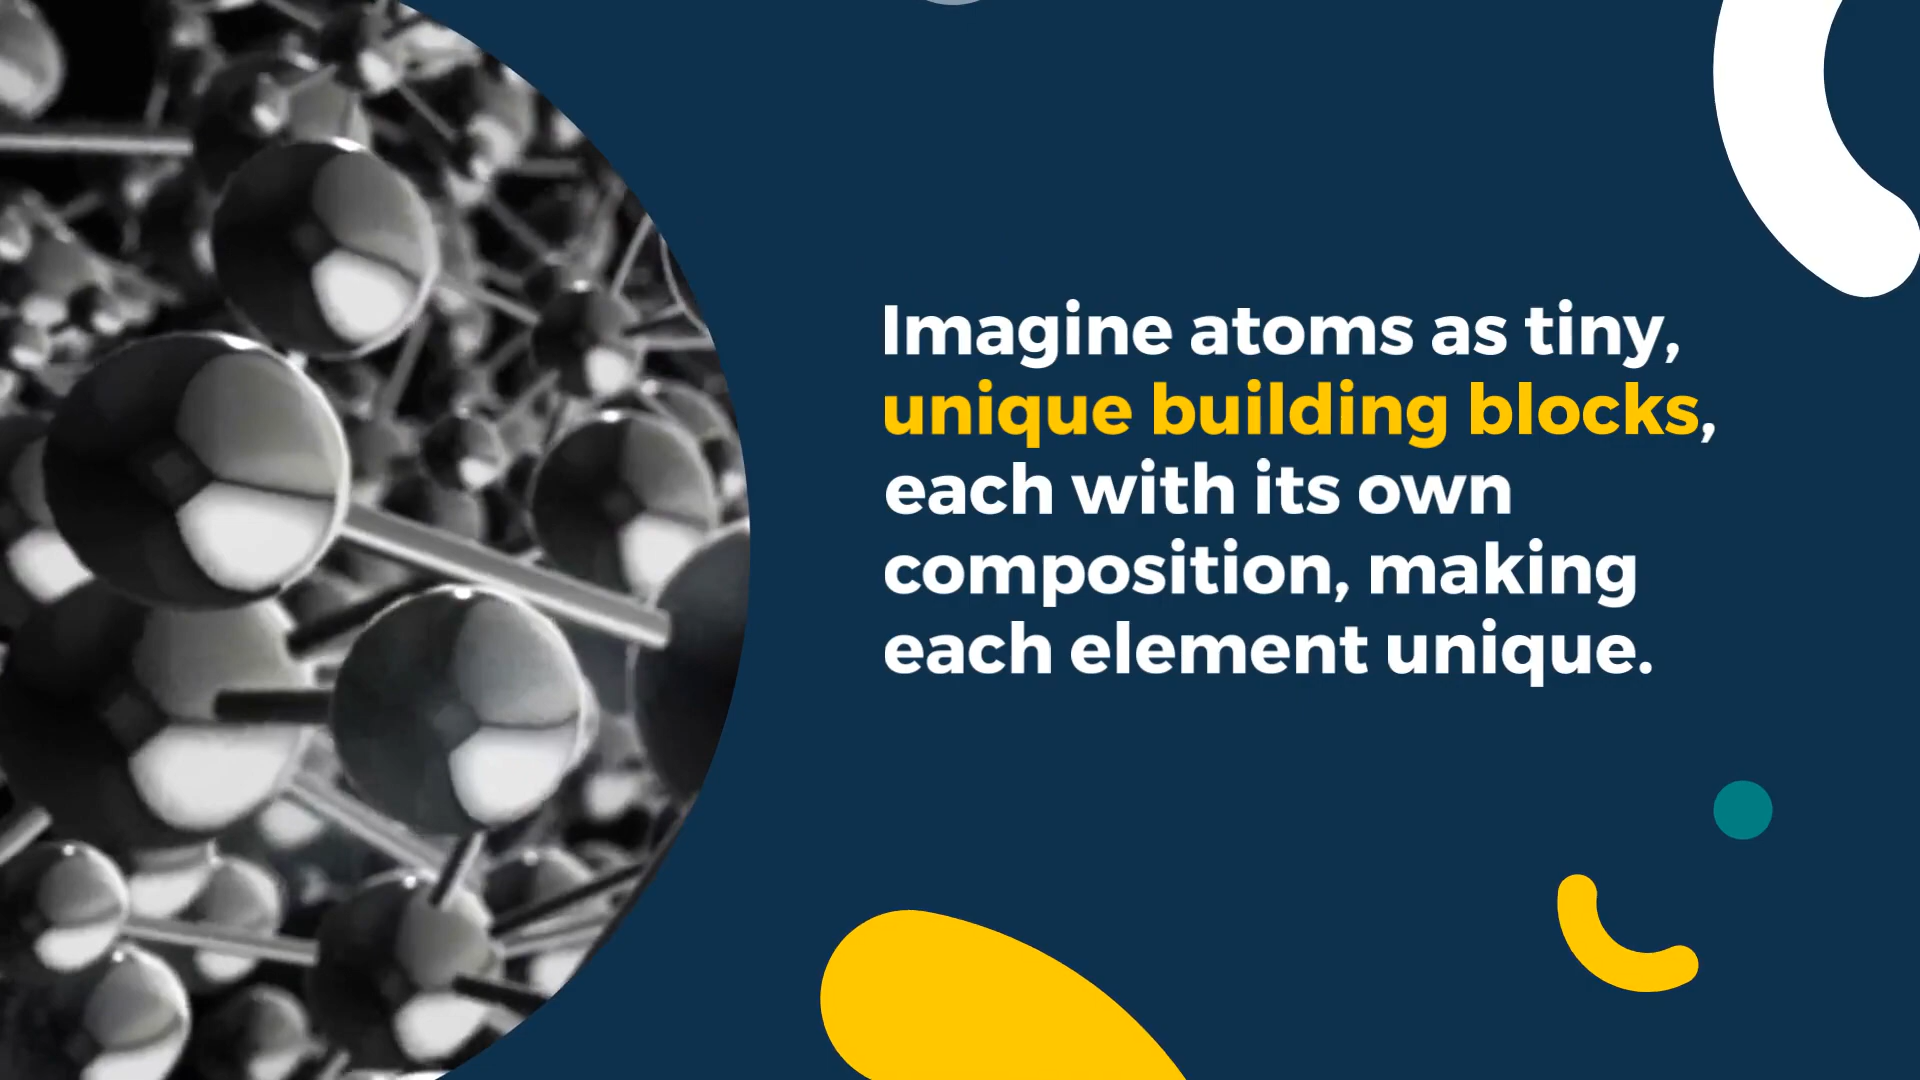 Imagine atoms as tiny,
unique building blocks,
each with its own
composition, making
each element unique.